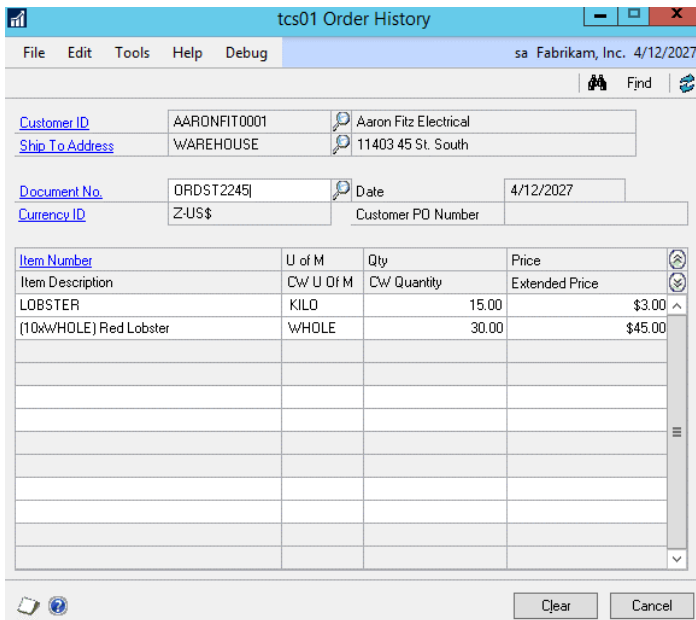 tcs01 Order History
File Edit Tools Help Debug sa Fabrikam, Inc. 4/12/2027
Find
Customer ID AARONFIT0001 Aaron Fitz Electrical
Ship To Address WAREHOUSE 11403 45 St. South
Document No. ORDST2245 Date 4/12/2027
Currency ID Z-US$ Customer PO Number
Item Number U of M Qty Price
Item Description CW U Of M CW Quantity Extended Price
LOBSTER KILO 15.00 $3.00
(10xWHOLE) Red Lobster WHOLE 30.00 $45.00
Clear Cancel